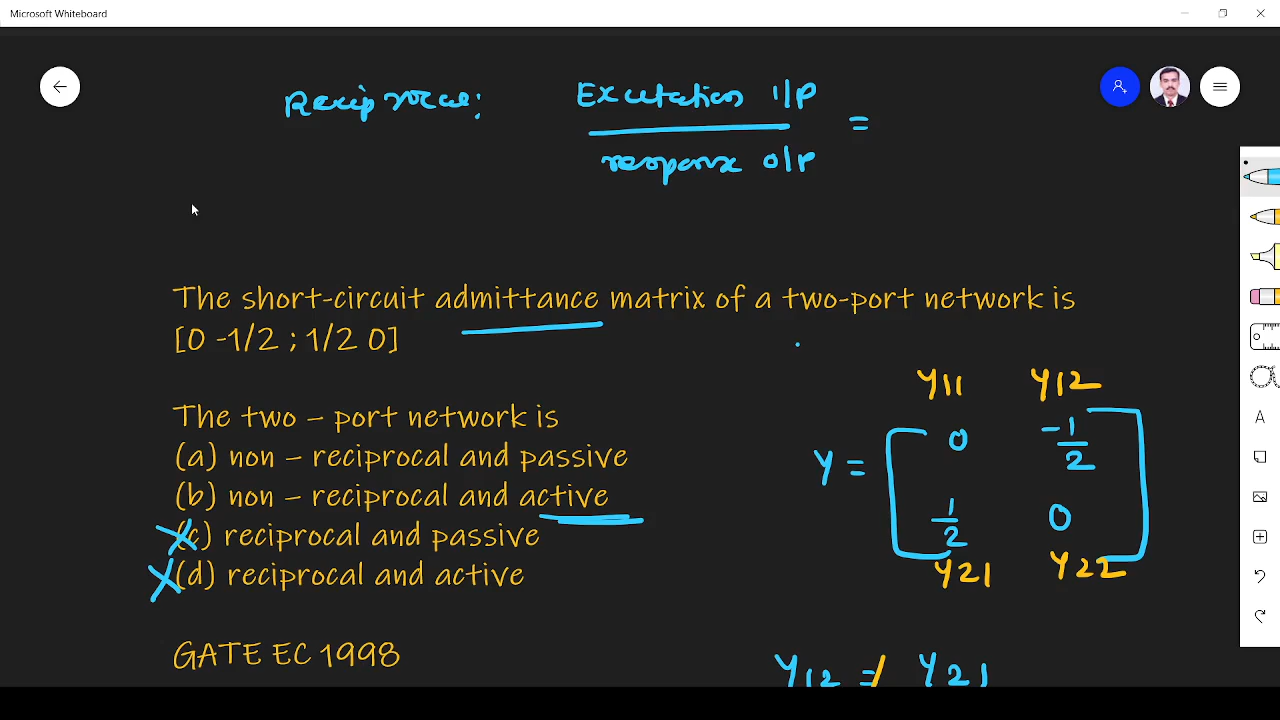 Microsoft Whiteboard
Reciprocal: Excitation i/p
response o/p =
The short-circuit admittance matrix of a two-port network is
[0 -1/2 ; 1/2 0]
The two – port network is
(a) non – reciprocal and passive
(b) non – reciprocal and active
(c) reciprocal and passive
(d) reciprocal and active
GATE EC 1998
Y11 Y12
Y = 0 -1/2
1/2 0
Y21 Y22
Y12 ≠ Y21
A